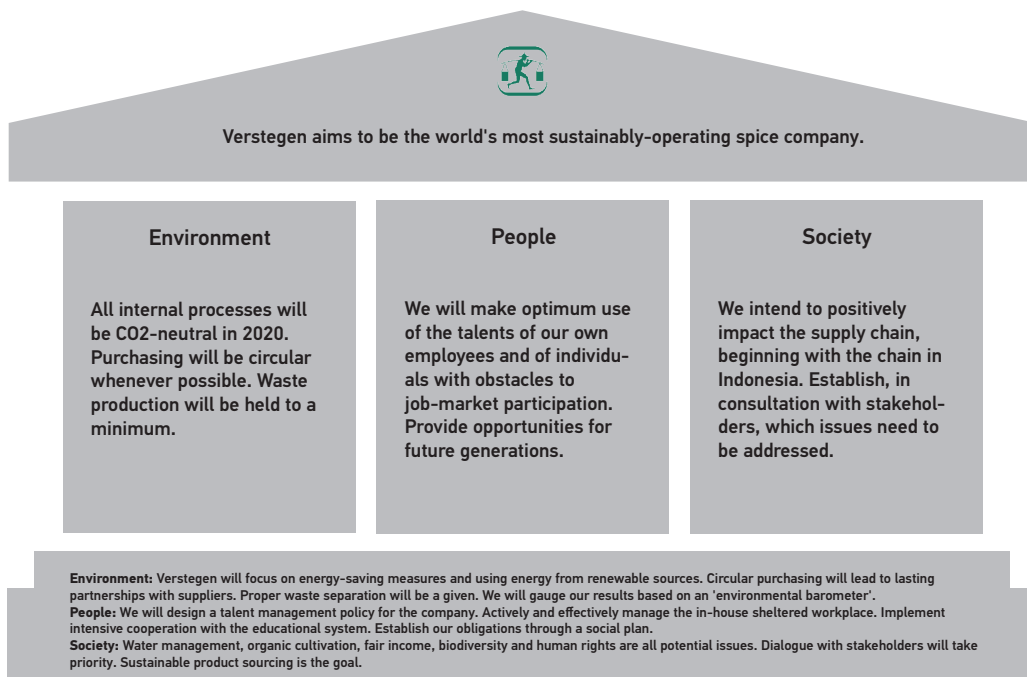 Verstegen aims to be the world's most sustainably-operating spice company.
Environment
All internal processes will
be CO2-neutral in 2020.
Purchasing will be circular
whenever possible. Waste
production will be held to a
minimum.
People
We will make optimum use
of the talents of our own
employees and of individu-
als with obstacles to
job-market participation.
Provide opportunities for
future generations.
Society
We intend to positively
impact the supply chain,
beginning with the chain in
Indonesia. Establish, in
consultation with stakehol-
ders, which issues need to
be addressed.
Environment: Verstegen will focus on energy-saving measures and using energy from renewable sources. Circular purchasing will lead to lasting
partnerships with suppliers. Proper waste separation will be a given. We will gauge our results based on an 'environmental barometer'.
People: We will design a talent management policy for the company. Actively and effectively manage the in-house sheltered workplace. Implement
intensive cooperation with the educational system. Establish our obligations through a social plan.
Society: Water management, organic cultivation, fair income, biodiversity and human rights are all potential issues. Dialogue with stakeholders will take
priority. Sustainable product sourcing is the goal.